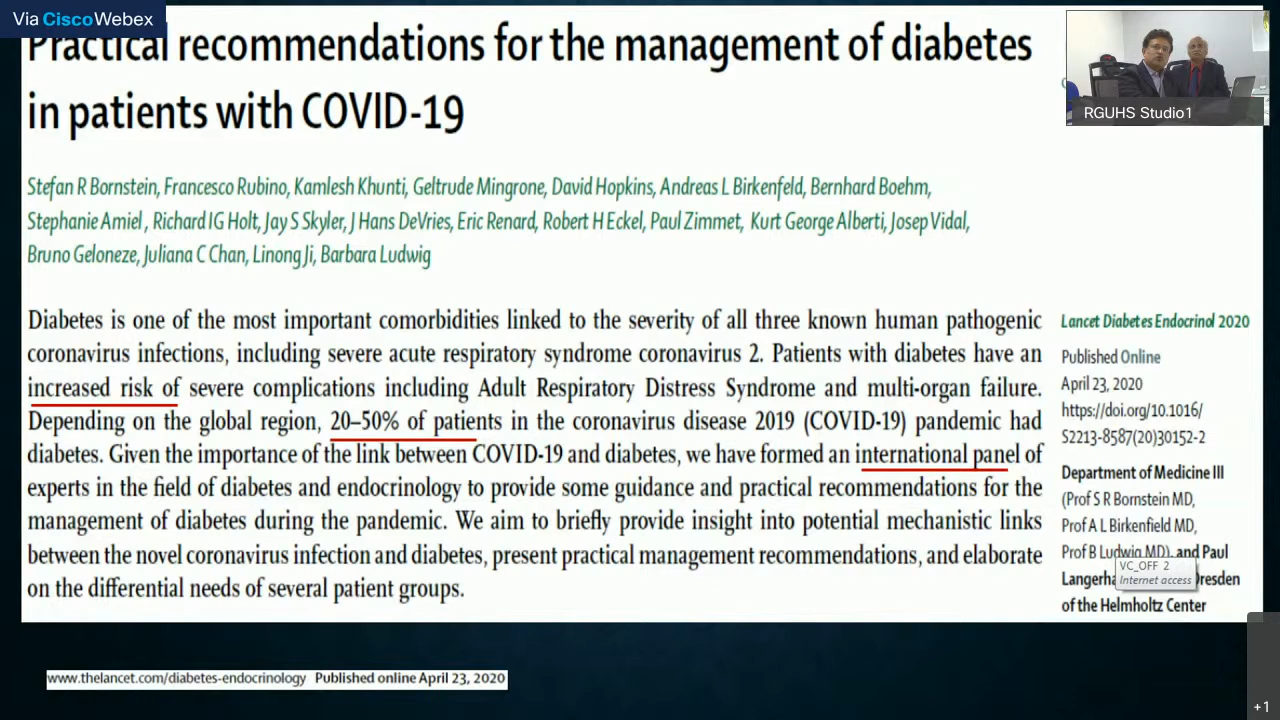 Via CiscoWebex
Practical recommendations for the management of diabetes
in patients with COVID-19
RGUHS Studio1
Stefan R Bornstein, Francesco Rubino, Kamlesh Khunti, Geltrude Mingrone, David Hopkins, Andreas L Birkenfeld, Bernhard Boehm,
Stephanie Amiel , Richard IG Holt, Jay S Skyler, J Hans DeVries, Eric Renard, Robert H Eckel, Paul Zimmet, Kurt George Alberti, Josep Vidal,
Bruno Geloneze, Juliana C Chan, Linong Ji, Barbara Ludwig
Diabetes is one of the most important comorbidities linked to the severity of all three known human pathogenic
coronavirus infections, including severe acute respiratory syndrome coronavirus 2. Patients with diabetes have an
increased risk of severe complications including Adult Respiratory Distress Syndrome and multi-organ failure.
Depending on the global region, 20–50% of patients in the coronavirus disease 2019 (COVID-19) pandemic had
diabetes. Given the importance of the link between COVID-19 and diabetes, we have formed an international panel of
experts in the field of diabetes and endocrinology to provide some guidance and practical recommendations for the
management of diabetes during the pandemic. We aim to briefly provide insight into potential mechanistic links
between the novel coronavirus infection and diabetes, present practical management recommendations, and elaborate
on the differential needs of several patient groups.
Lancet Diabetes Endocrinol 2020
Published Online
April 23, 2020
https://doi.org/10.1016/
S2213-8587(20)30152-2
Department of Medicine III
(Prof S R Bornstein MD,
Prof A L Birkenfield MD,
Prof B Ludwig MD), and Paul
Langerha Dresden
of the Helmholtz Center
VC_OFF 2
Internet access
www.thelancet.com/diabetes-endocrinology Published online April 23, 2020
+1